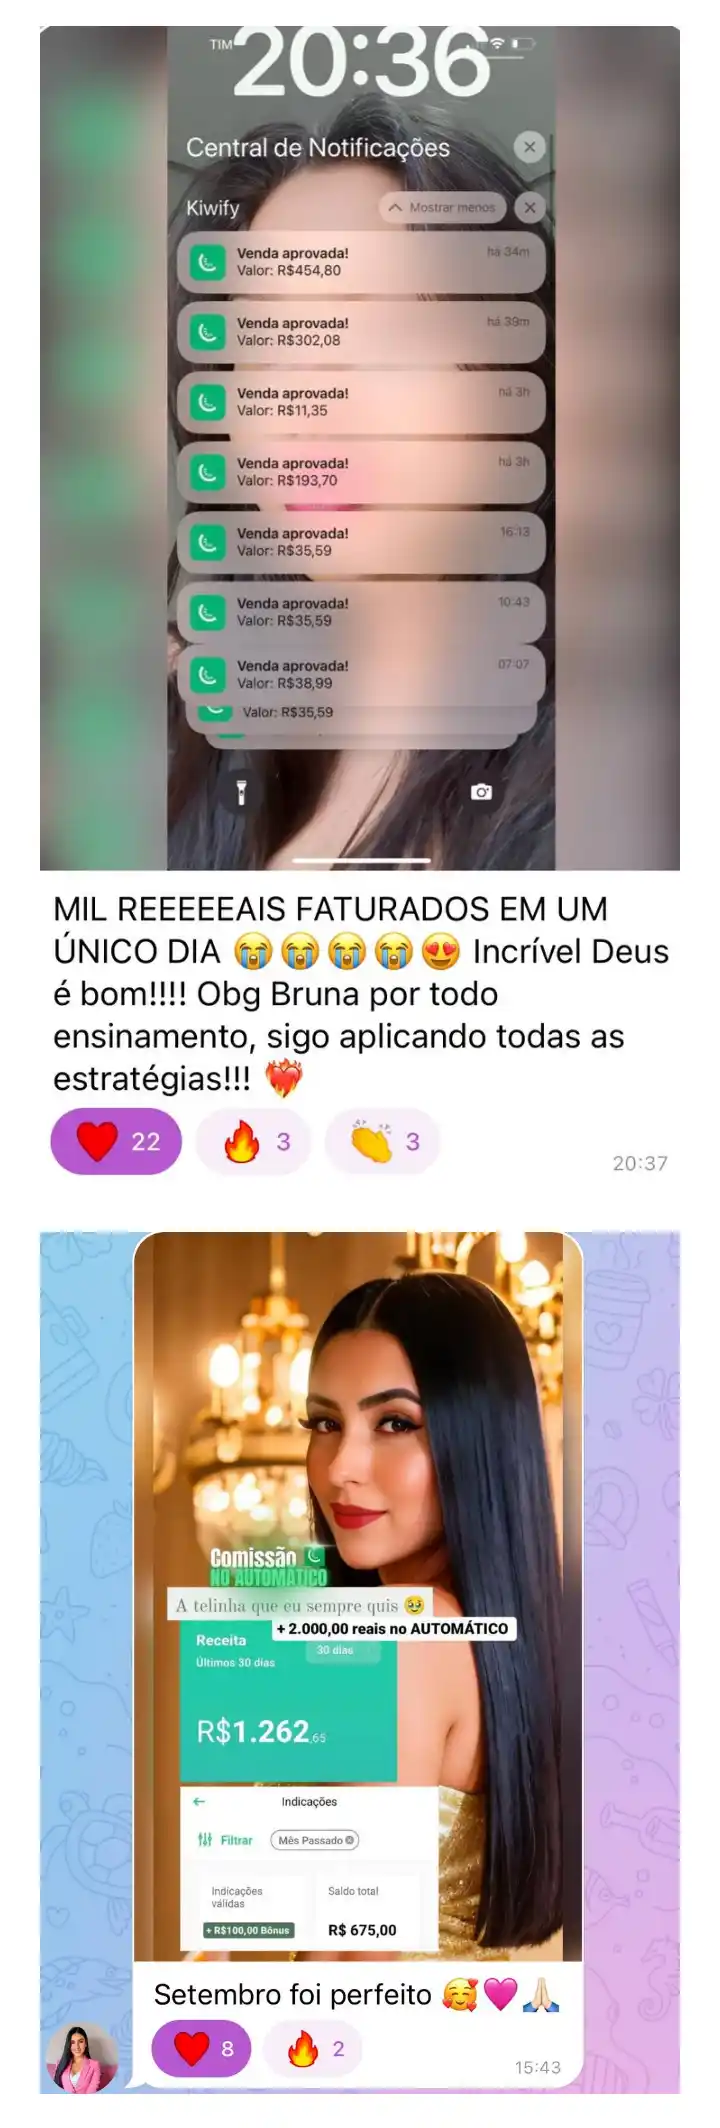 TIM
20:36
Central de Notificações
Kiwify
Mostrar menos
Venda aprovada!
há 34m
Valor: R$454,80
Venda aprovada!
há 39m
Valor: R$302,08
Venda aprovada!
há 3h
Valor: R$11,35
Venda aprovada!
há 3h
Valor: R$193,70
Venda aprovada!
16:13
Valor: R$35,59
Venda aprovada!
10:43
Valor: R$35,59
Venda aprovada!
07:07
Valor: R$38,99
Valor: R$35,59
MIL REEEEEAIS FATURADOS EM UM
ÚNICO DIA 😭😭😭😭😍 Incrível Deus
é bom!!!! Obg Bruna por todo
ensinamento, sigo aplicando todas as
estratégias!!! ❤️‍🔥
❤️ 22 🔥 3 👏 3
20:37
Comissão
NO AUTOMÁTICO
A telinha que eu sempre quis 🥹
+ 2.000,00 reais no AUTOMÁTICO
Receita
30 dias
Últimos 30 dias
R$1.262,65
Indicações
Filtrar
Mês Passado
Indicações
válidas
Saldo total
+ R$100,00 Bônus
R$ 675,00
Setembro foi perfeito 🥰🩷🙏🏻
❤️ 8 🔥 2
15:43